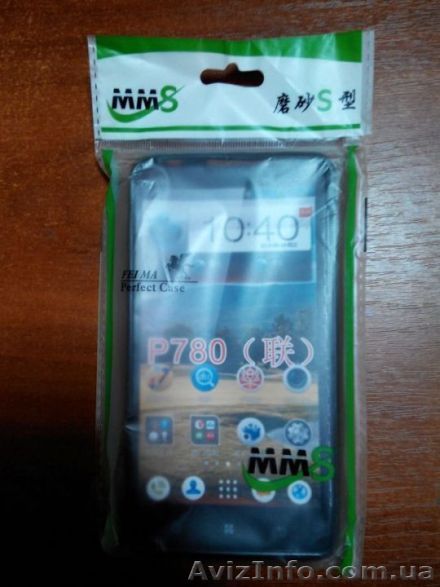 MM8
磨砂S型
10:40
FEI MA
Perfect Case
P780（联）
MM8
AvizInfo.com.ua